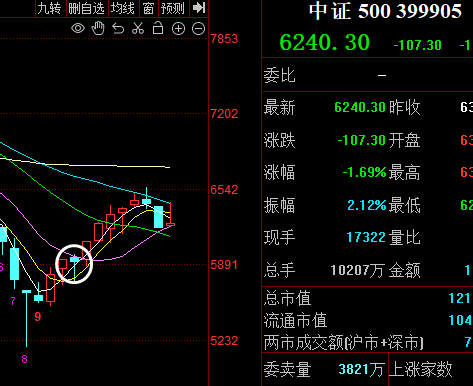 九转 删自选 均线 窗 预测
中证 500 399905
6240.30 -107.30 -1
7853
委比 –
最新 6240.30 昨收 63
7202
涨跌 -107.30 开盘 63
涨幅 -1.69% 最高 63
6542
振幅 2.12% 最低 62
现手 17322 量比
5891
总手 10207万 金额 1
6
7
9
总市值 121
流通市值 104
5232
两市成交额(沪市+深市) 7
8
委卖量 3821万 上涨家数